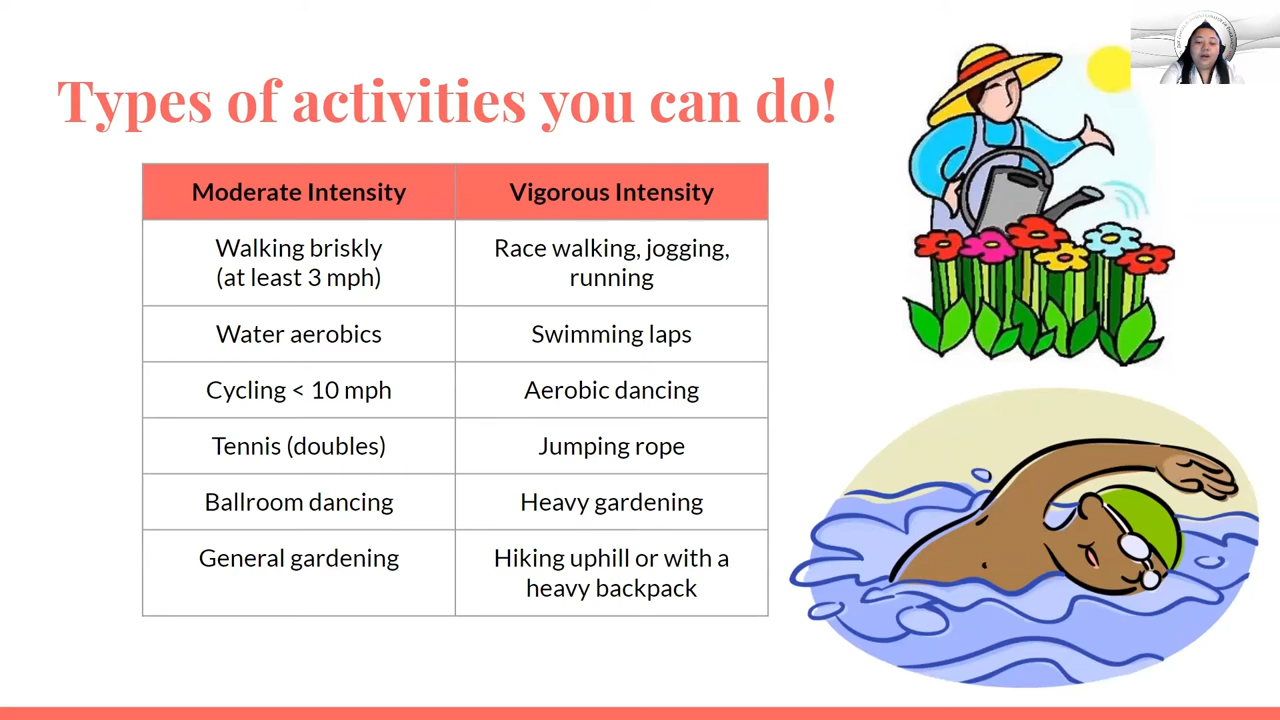 Types of activities you can do!
Moderate Intensity
Vigorous Intensity
Walking briskly
(at least 3 mph)
Race walking, jogging,
running
Water aerobics
Swimming laps
Cycling < 10 mph
Aerobic dancing
Tennis (doubles)
Jumping rope
Ballroom dancing
Heavy gardening
General gardening
Hiking uphill or with a
heavy backpack